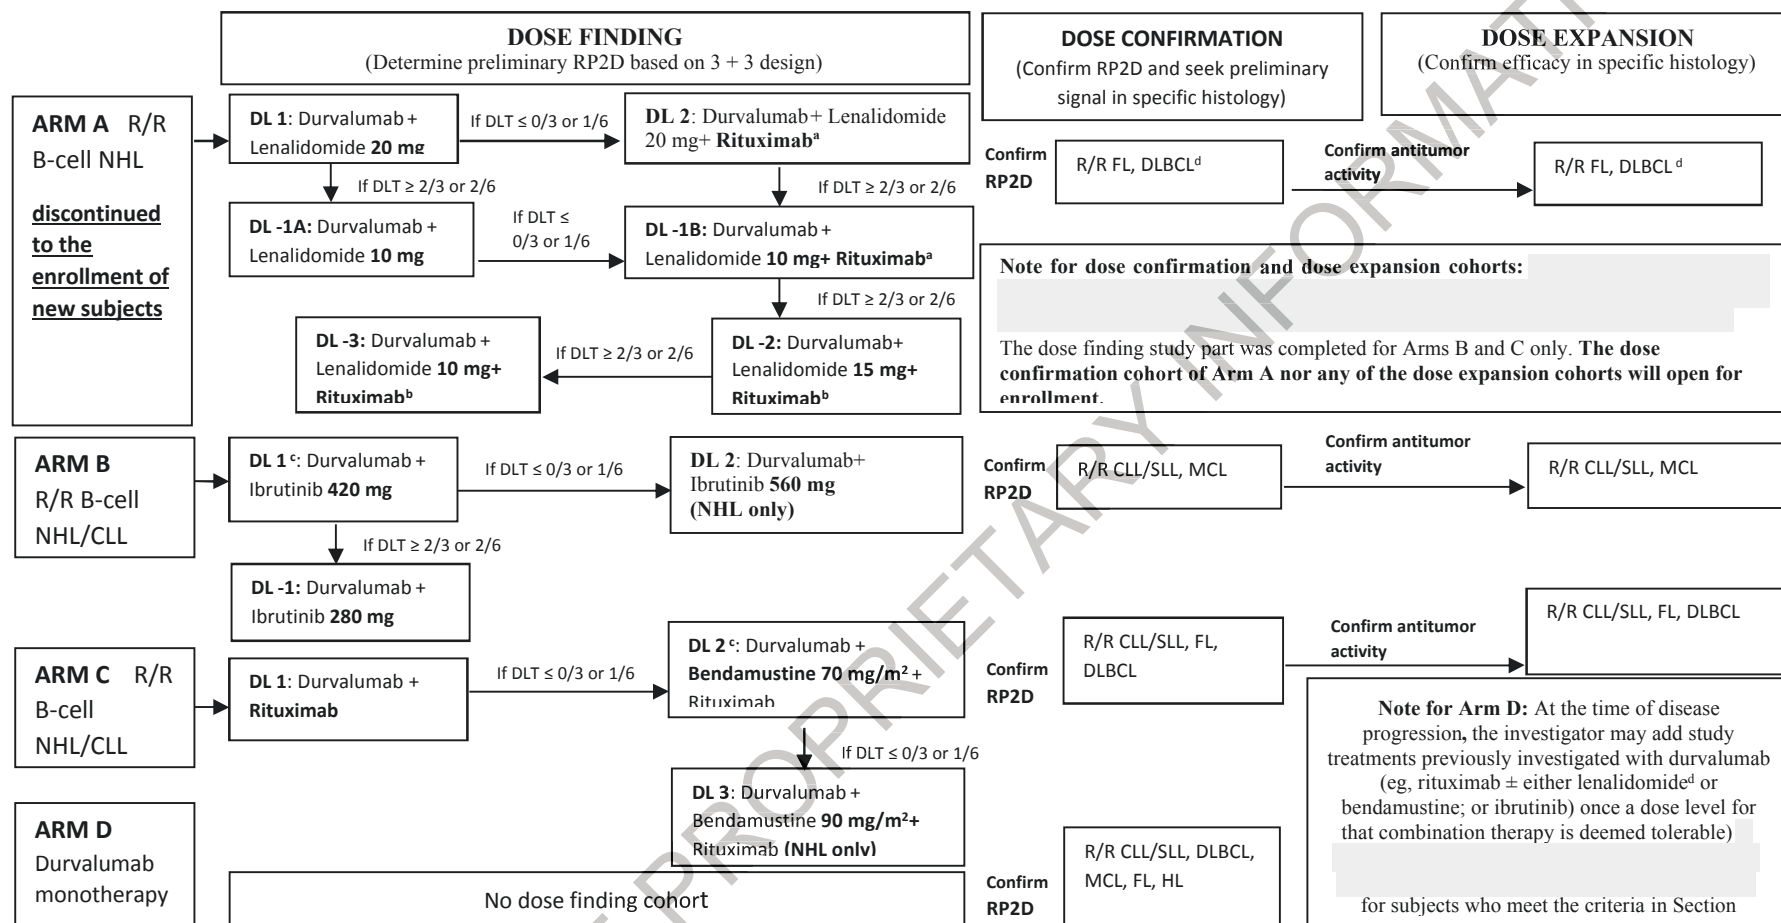 DOSE FINDING
(Determine preliminary RP2D based on 3 + 3 design)
DOSE CONFIRMATION
(Confirm RP2D and seek preliminary
signal in specific histology)
DOSE EXPANSION
(Confirm efficacy in specific histology)
ARM A R/R
B-cell NHL
discontinued
to the
enrollment of
new subjects
DL 1: Durvalumab +
Lenalidomide 20 mg
If DLT ≤ 0/3 or 1/6
DL 2: Durvalumab+ Lenalidomide
20 mg+ Rituximabᵃ
If DLT ≥ 2/3 or 2/6
If DLT ≥ 2/3 or 2/6
DL -1A: Durvalumab +
Lenalidomide 10 mg
If DLT ≤
0/3 or 1/6
DL -1B: Durvalumab +
Lenalidomide 10 mg+ Rituximabᵃ
If DLT ≥ 2/3 or 2/6
DL -3: Durvalumab +
Lenalidomide 10 mg+
Rituximabᵇ
If DLT ≥ 2/3 or 2/6
DL -2: Durvalumab+
Lenalidomide 15 mg+
Rituximabᵇ
Confirm
RP2D
R/R FL, DLBCLᵈ
Confirm antitumor
activity
R/R FL, DLBCL ᵈ
Note for dose confirmation and dose expansion cohorts:
The dose finding study part was completed for Arms B and C only. The dose
confirmation cohort of Arm A nor any of the dose expansion cohorts will open for
enrollment.
ARM B
R/R B-cell
NHL/CLL
DL 1 ᶜ: Durvalumab +
Ibrutinib 420 mg
If DLT ≤ 0/3 or 1/6
DL 2: Durvalumab+
Ibrutinib 560 mg
(NHL only)
If DLT ≥ 2/3 or 2/6
DL -1: Durvalumab +
Ibrutinib 280 mg
Confirm
RP2D
R/R CLL/SLL, MCL
Confirm antitumor
activity
R/R CLL/SLL, MCL
ARM C R/R
B-cell
NHL/CLL
DL 1: Durvalumab +
Rituximab
If DLT ≤ 0/3 or 1/6
DL 2 ᶜ: Durvalumab +
Bendamustine 70 mg/m² +
Rituximab
If DLT ≤ 0/3 or 1/6
DL 3: Durvalumab +
Bendamustine 90 mg/m²+
Rituximab (NHL only)
Confirm
RP2D
R/R CLL/SLL, FL,
DLBCL
Confirm antitumor
activity
R/R CLL/SLL, FL, DLBCL
ARM D
Durvalumab
monotherapy
No dose finding cohort
Confirm
RP2D
R/R CLL/SLL, DLBCL,
MCL, FL, HL
Note for Arm D: At the time of disease
progression, the investigator may add study
treatments previously investigated with durvalumab
(eg, rituximab ± either lenalidomideᵈ or
bendamustine; or ibrutinib) once a dose level for
that combination therapy is deemed tolerable)
for subjects who meet the criteria in Section
PROPRIETARY